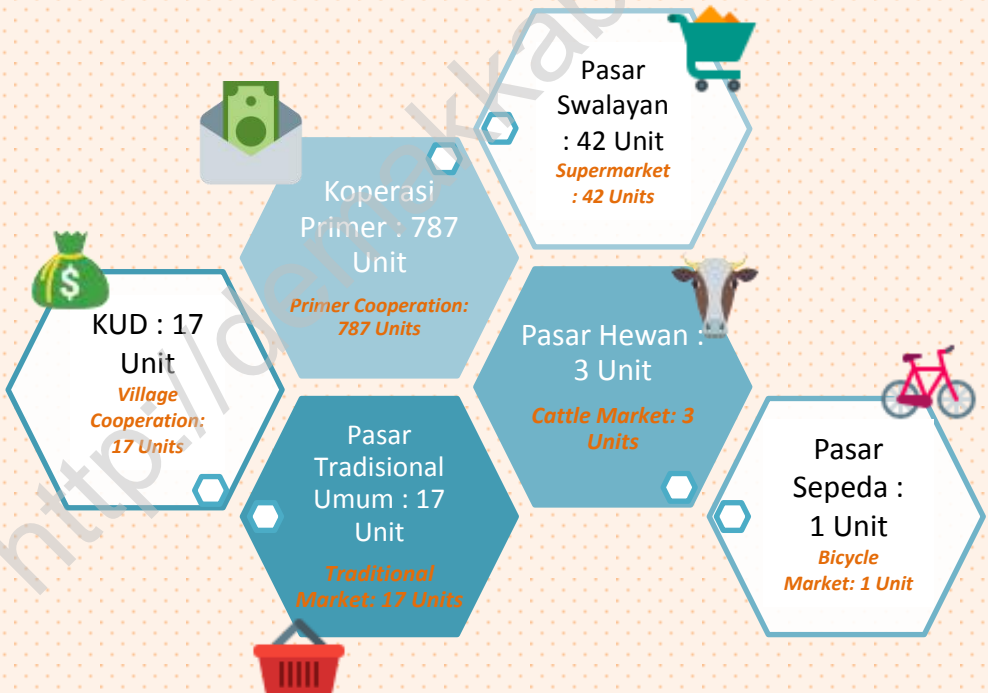 Pasar
Swalayan
: 42 Unit
Supermarket
: 42 Units
Koperasi
Primer : 787
Unit
Primer Cooperation:
787 Units
KUD : 17
Unit
Village
Cooperation:
17 Units
Pasar Hewan :
3 Unit
Cattle Market: 3
Units
Pasar
Tradisional
Umum : 17
Unit
Traditional
Market: 17 Units
Pasar
Sepeda :
1 Unit
Bicycle
Market: 1 Unit
http://demakkab